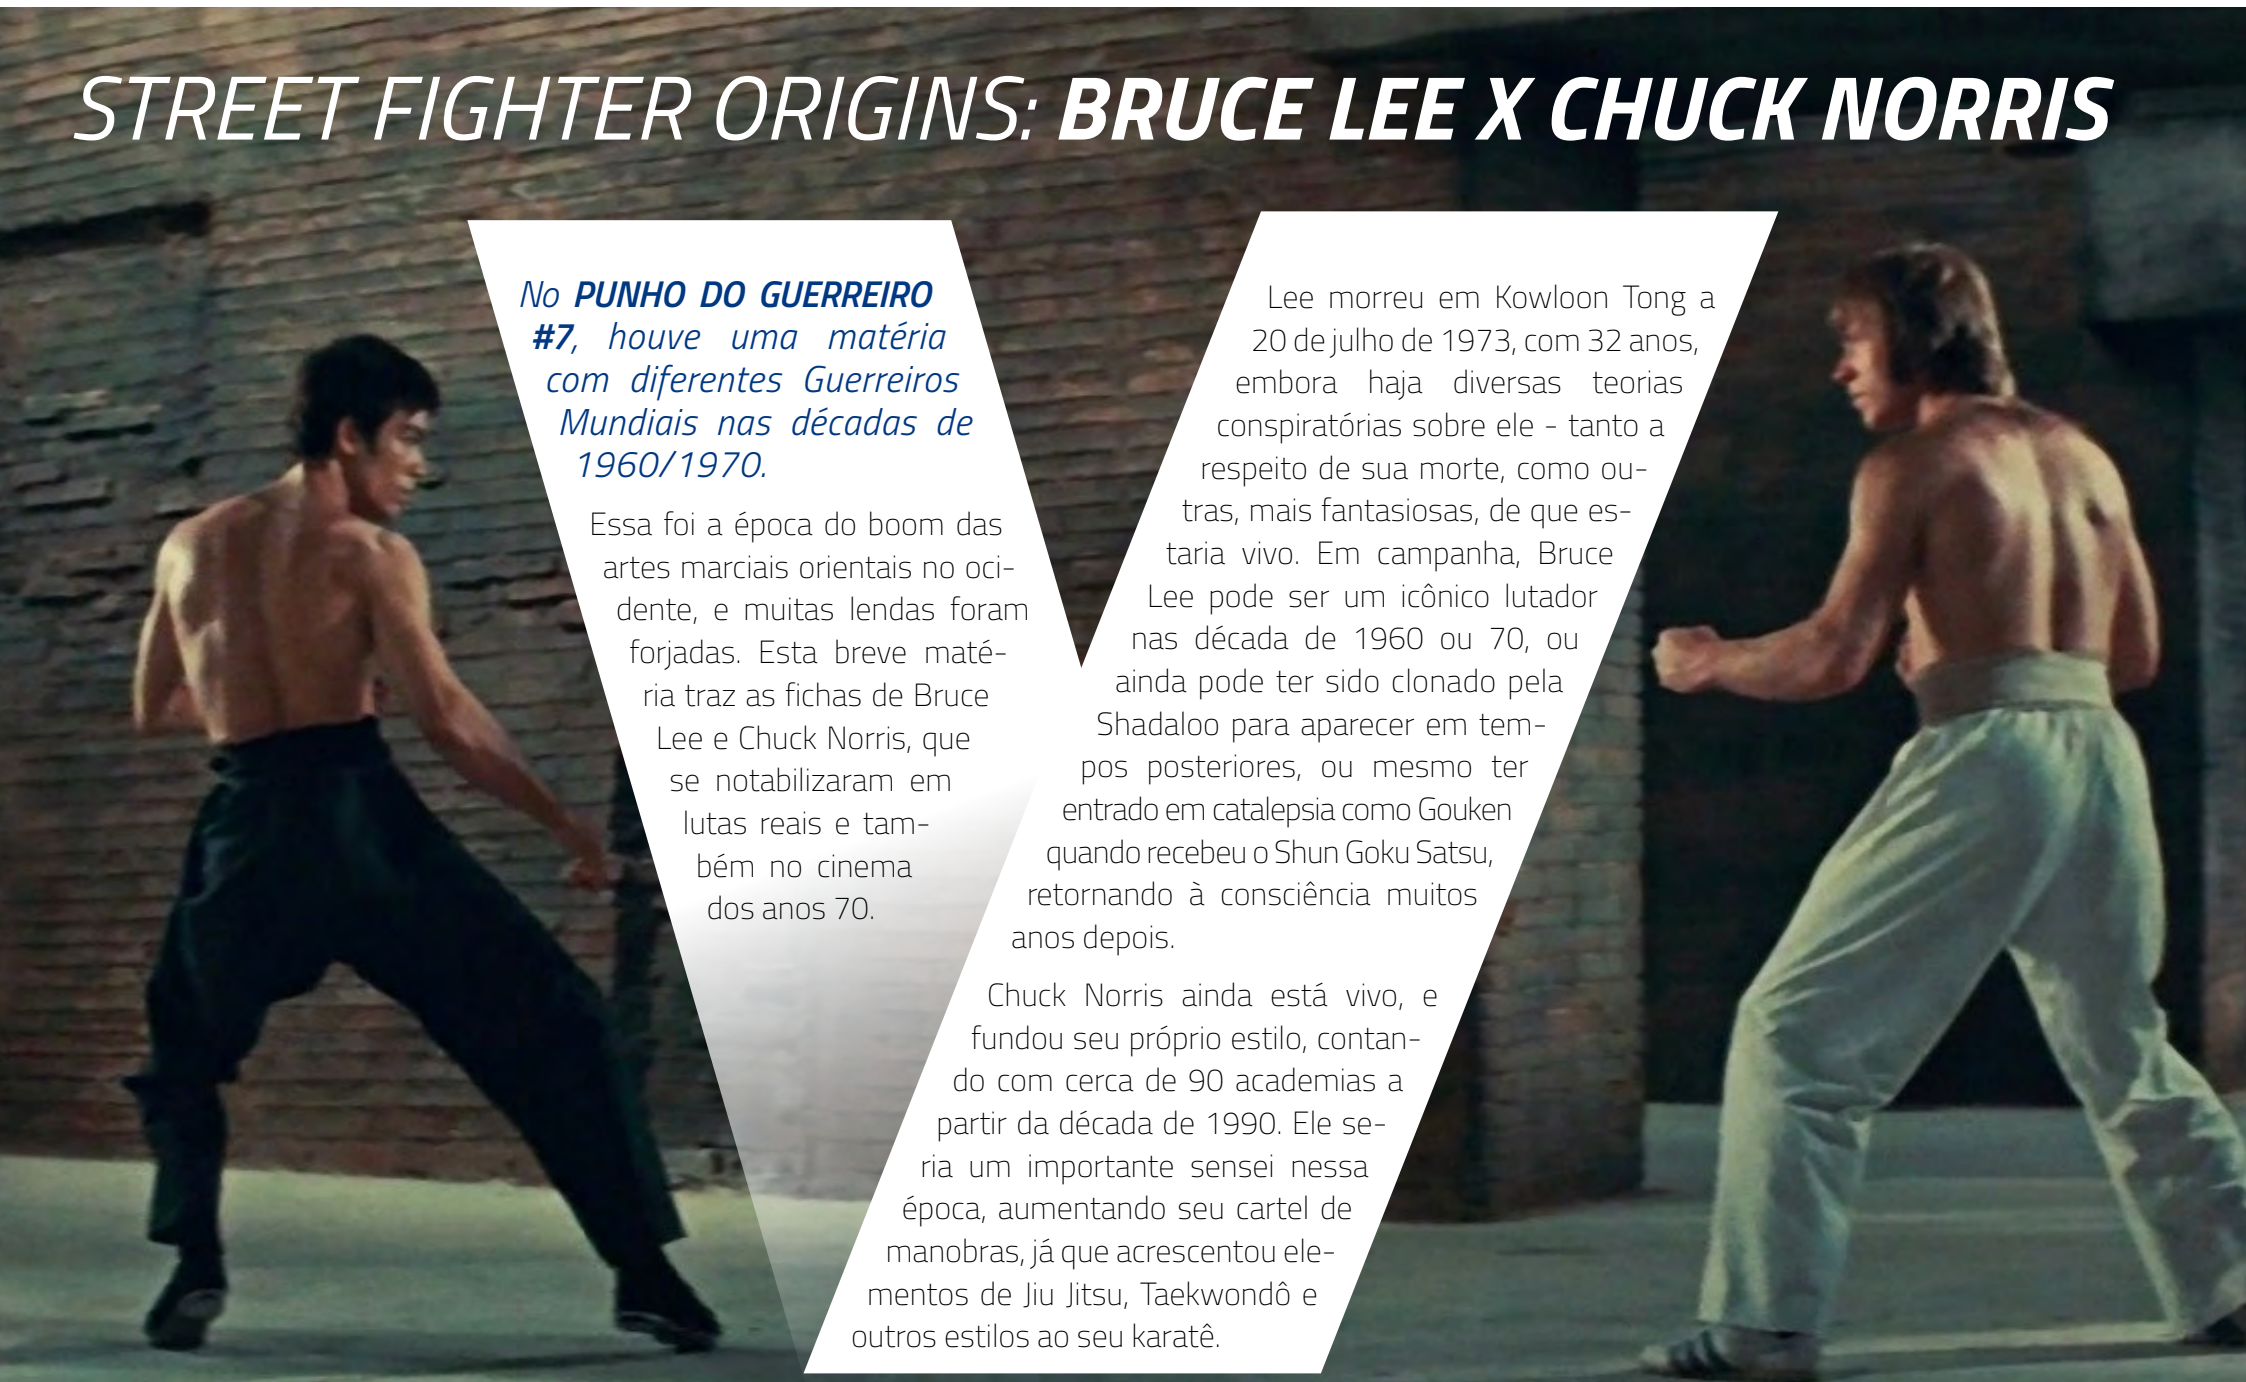 STREET FIGHTER ORIGINS: BRUCE LEE X CHUCK NORRIS
No PUNHO DO GUERREIRO
#7, houve uma matéria
com diferentes Guerreiros
Mundiais nas décadas de
1960/1970.
Essa foi a época do boom das
artes marciais orientais no oci-
dente, e muitas lendas foram
forjadas. Esta breve maté-
ria traz as fichas de Bruce
Lee e Chuck Norris, que
se notabilizaram em
lutas reais e tam-
bém no cinema
dos anos 70.
Lee morreu em Kowloon Tong a
20 de julho de 1973, com 32 anos,
embora haja diversas teorias
conspiratórias sobre ele - tanto a
respeito de sua morte, como ou-
tras, mais fantasiosas, de que es-
taria vivo. Em campanha, Bruce
Lee pode ser um icônico lutador
nas década de 1960 ou 70, ou
ainda pode ter sido clonado pela
Shadaloo para aparecer em tem-
pos posteriores, ou mesmo ter
entrado em catalepsia como Gouken
quando recebeu o Shun Goku Satsu,
retornando à consciência muitos
anos depois.
Chuck Norris ainda está vivo, e
fundou seu próprio estilo, contan-
do com cerca de 90 academias a
partir da década de 1990. Ele se-
ria um importante sensei nessa
época, aumentando seu cartel de
manobras, já que acrescentou ele-
mentos de Jiu Jitsu, Taekwondô e
outros estilos ao seu karatê.